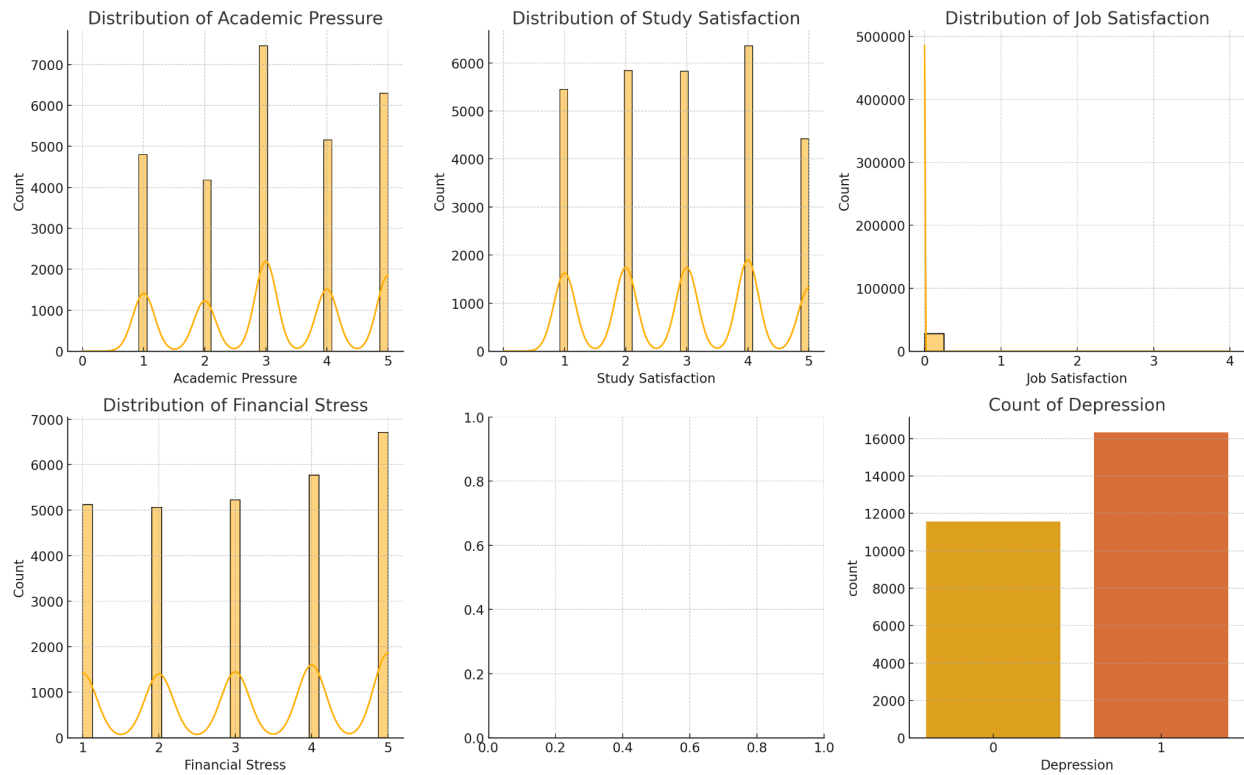 Distribution of Academic Pressure
Count
7000
6000
5000
4000
3000
2000
1000
0
0 1 2 3 4 5
Academic Pressure
Distribution of Study Satisfaction
Count
6000
5000
4000
3000
2000
1000
0
0 1 2 3 4 5
Study Satisfaction
Distribution of Job Satisfaction
Count
500000
400000
300000
200000
100000
0
0 1 2 3 4
Job Satisfaction
Distribution of Financial Stress
Count
7000
6000
5000
4000
3000
2000
1000
0
1 2 3 4 5
Financial Stress
1.0
0.8
0.6
0.4
0.2
0.0
0.0 0.2 0.4 0.6 0.8 1.0
Count of Depression
count
16000
14000
12000
10000
8000
6000
4000
2000
0
0 1
Depression